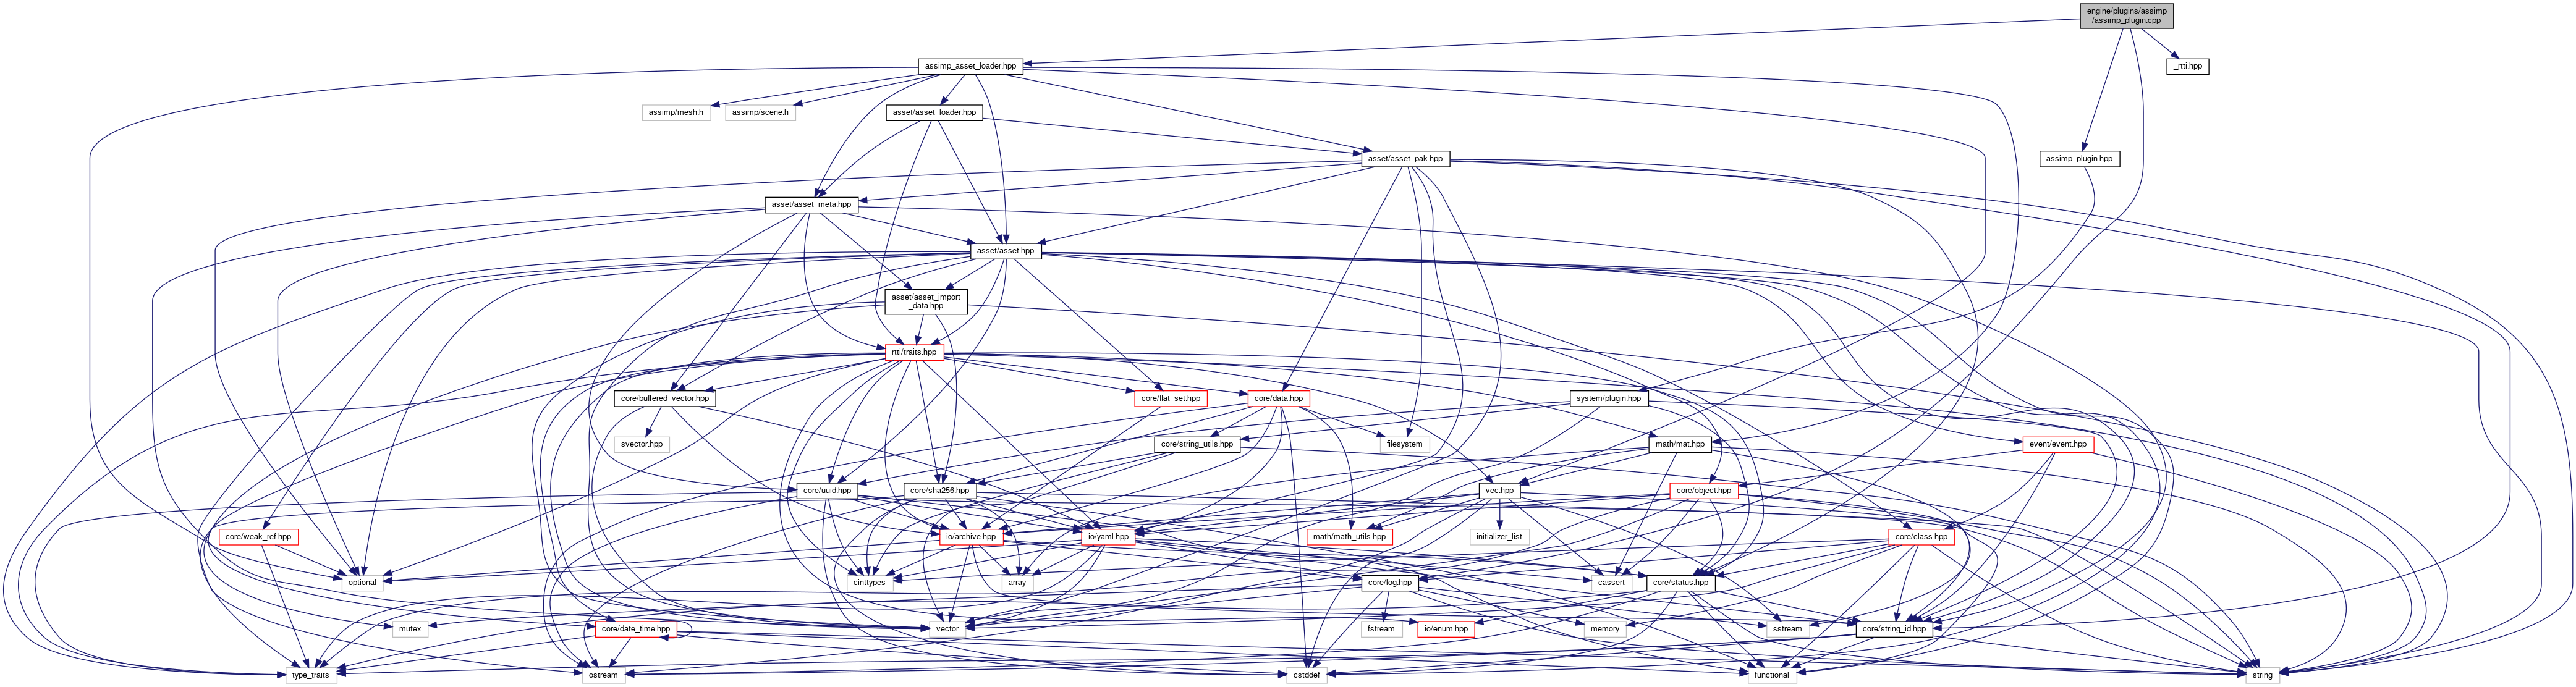 engine/plugins/assimp
/assimp_plugin.cpp
assimp_asset_loader.hpp
_rtti.hpp
assimp/mesh.h
assimp/scene.h
asset/asset_loader.hpp
asset/asset_pak.hpp
assimp_plugin.hpp
asset/asset_meta.hpp
asset/asset.hpp
asset/asset_import
_data.hpp
rtti/traits.hpp
core/buffered_vector.hpp
core/flat_set.hpp
core/data.hpp
system/plugin.hpp
svector.hpp
core/string_utils.hpp
filesystem
math/mat.hpp
event/event.hpp
core/uuid.hpp
core/sha256.hpp
vec.hpp
core/object.hpp
core/weak_ref.hpp
io/archive.hpp
io/yaml.hpp
math/math_utils.hpp
initializer_list
core/class.hpp
optional
cinttypes
array
core/log.hpp
cassert
core/status.hpp
mutex
core/date_time.hpp
vector
fstream
io/enum.hpp
memory
sstream
core/string_id.hpp
type_traits
ostream
cstddef
functional
string